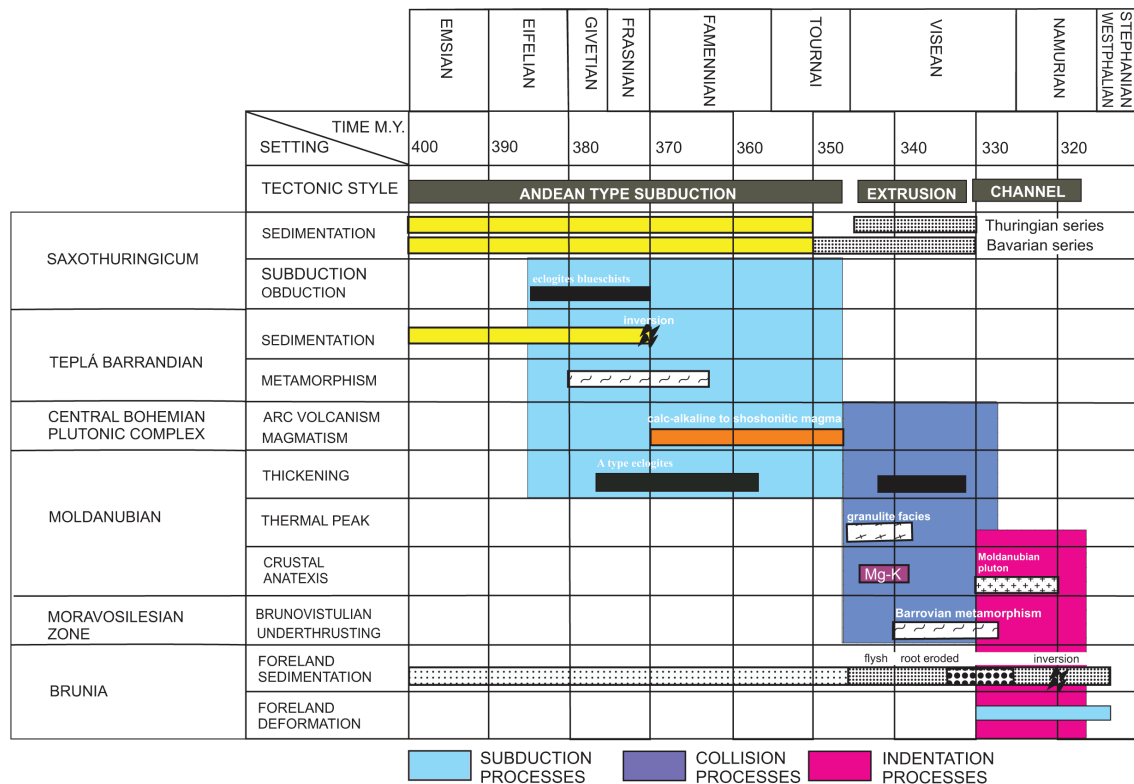 EMSIAN
EIFELIAN
GIVETIAN
FRASNIAN
FAMENNIAN
TOURNAI
VISEAN
NAMURIAN
WESTPHALIAN
STEPHANIAN
TIME M.Y.
SETTING
400
390
380
370
360
350
340
330
320
TECTONIC STYLE
ANDEAN TYPE SUBDUCTION
EXTRUSION
CHANNEL
SAXOTHURINGICUM
SEDIMENTATION
Thuringian series
Bavarian series
SUBDUCTION
OBDUCTION
eclogites blueschists
TEPLÁ BARRANDIAN
SEDIMENTATION
inversion
METAMORPHISM
CENTRAL BOHEMIAN
PLUTONIC COMPLEX
ARC VOLCANISM
MAGMATISM
calc-alkaline to shoshonitic magma
MOLDANUBIAN
THICKENING
A type eclogites
THERMAL PEAK
granulite facies
CRUSTAL
ANATEXIS
Mg-K
Moldanubian
pluton
MORAVOSILESIAN
ZONE
BRUNOVISTULIAN
UNDERTHRUSTING
Barrovian metamorphism
BRUNIA
FORELAND
SEDIMENTATION
flysh
root eroded
inversion
FORELAND
DEFORMATION
SUBDUCTION
PROCESSES
COLLISION
PROCESSES
INDENTATION
PROCESSES